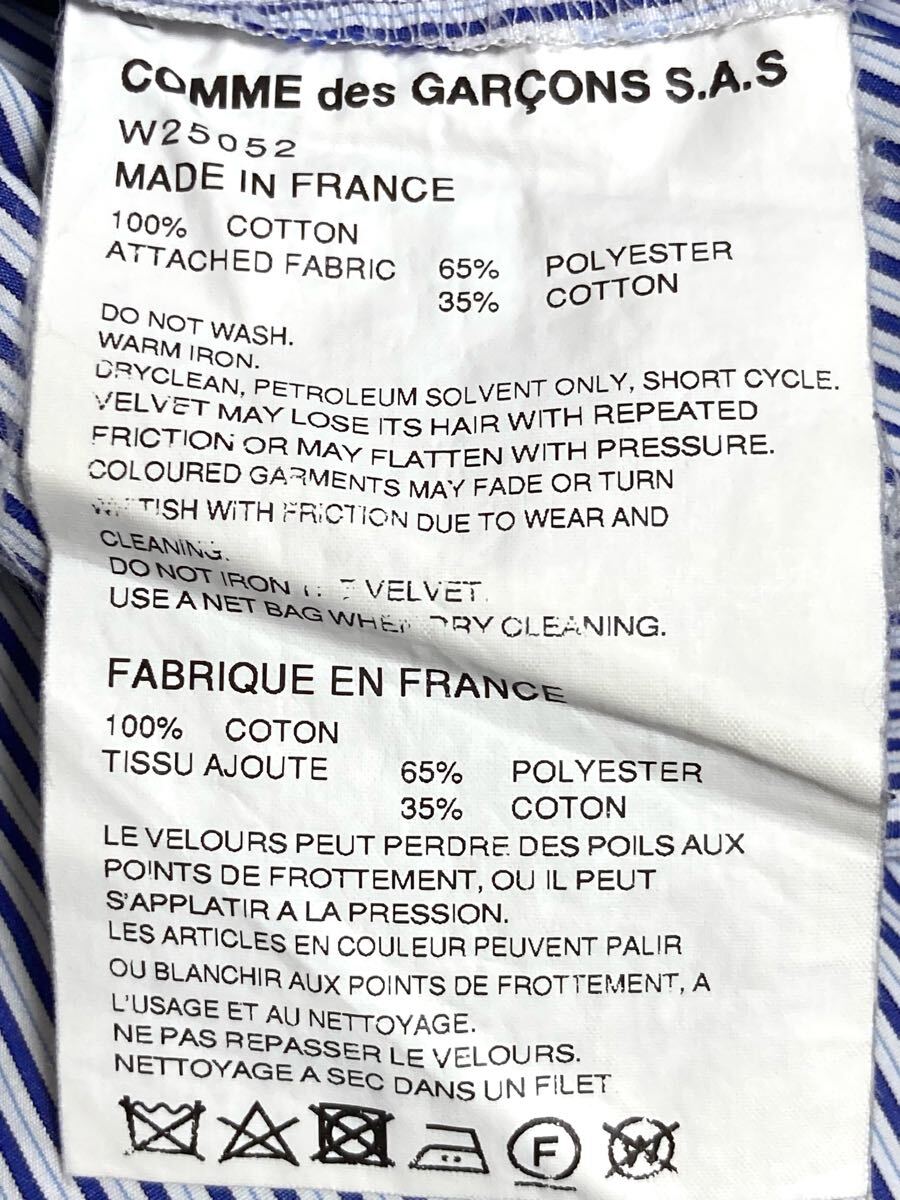 COMME des GARÇONS S.A.S
W25052
MADE IN FRANCE
100% COTTON
ATTACHED FABRIC 65% POLYESTER
35% COTTON
DO NOT WASH.
WARM IRON.
DRYCLEAN, PETROLEUM SOLVENT ONLY, SHORT CYCLE.
VELVET MAY LOSE ITS HAIR WITH REPEATED
FRICTION OR MAY FLATTEN WITH PRESSURE.
COLOURED GARMENTS MAY FADE OR TURN
WITH FRICTION DUE TO WEAR AND
CLEANING.
DO NOT IRON VELVET.
USE A NET BAG WHEN DRY CLEANING.
FABRIQUE EN FRANCE
100% COTON
TISSU AJOUTE 65% POLYESTER
35% COTON
LE VELOURS PEUT PERDRE DES POILS AUX
POINTS DE FROTTEMENT, OU IL PEUT
S'APPLATIR A LA PRESSION.
LES ARTICLES EN COULEUR PEUVENT PALIR
OU BLANCHIR AUX POINTS DE FROTTEMENT, A
L'USAGE ET AU NETTOYAGE.
NE PAS REPASSER LE VELOURS.
NETTOYAGE A SEC DANS UN FILET
F W